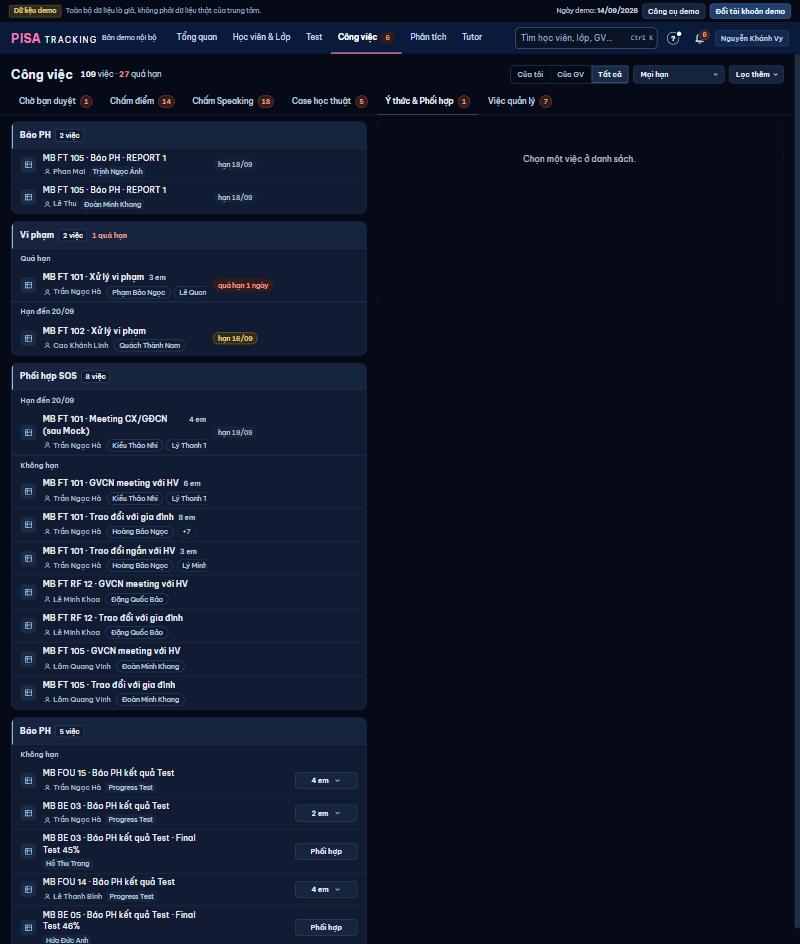 Dữ liệu demo Toàn bộ dữ liệu là giả, không phải dữ liệu thật của trung tâm. Ngày demo: 14/09/2028 Công cụ demo Đổi tài khoản demo
PISA TRACKING Bản demo nội bộ Tổng quan Học viên & Lớp Test Công việc 6 Phân tích Tutor Tìm học viên, lớp, GV... Ctrl K ? 6 Nguyễn Khánh Vy
Công việc 109 việc · 27 quá hạn Của tôi Của GV Tất cả Mọi hạn Lọc thêm
Chờ bạn duyệt 1 Chấm điểm 14 Chấm Speaking 18 Case học thuật 5 Ý thức & Phối hợp 1 Việc quản lý 7
Báo PH 2 việc
MB FT 105 · Báo PH · REPORT 1
Phan Mai Trịnh Ngọc Ánh
hạn 18/09
MB FT 105 · Báo PH · REPORT 1
Lê Thu Đoàn Minh Khang
hạn 18/09
Chọn một việc ở danh sách.
Vi phạm 2 việc 1 quá hạn
Quá hạn
MB FT 101 · Xử lý vi phạm 3 em
Trần Ngọc Hà Phạm Bảo Ngọc Lê Quan
quá hạn 1 ngày
Hạn đến 20/09
MB FT 102 · Xử lý vi phạm
Cao Khánh Linh Quách Thành Nam
hạn 16/09
Phối hợp SOS 8 việc
Hạn đến 20/09
MB FT 101 · Meeting CX/GĐCN 4 em
(sau Mock)
Trần Ngọc Hà Kiều Thảo Nhi Lý Thanh T
hạn 19/09
Không hạn
MB FT 101 · GVCN meeting với HV 6 em
Trần Ngọc Hà Kiều Thảo Nhi Lý Thanh T
MB FT 101 · Trao đổi với gia đình 8 em
Trần Ngọc Hà Hoàng Bảo Ngọc +7
MB FT 101 · Trao đổi ngắn với HV 3 em
Trần Ngọc Hà Hoàng Bảo Ngọc Lý Minh
MB FT RF 12 · GVCN meeting với HV
Lê Minh Khoa Đặng Quốc Bảo
MB FT RF 12 · Trao đổi với gia đình
Lê Minh Khoa Đặng Quốc Bảo
MB FT 105 · GVCN meeting với HV
Lâm Quang Vinh Đoàn Minh Khang
MB FT 105 · Trao đổi với gia đình
Lâm Quang Vinh Đoàn Minh Khang
Báo PH 5 việc
Không hạn
MB FOU 15 · Báo PH kết quả Test
Trần Ngọc Hà Progress Test
4 em
MB BE 03 · Báo PH kết quả Test
Trần Ngọc Hà Progress Test
2 em
MB BE 03 · Báo PH kết quả Test · Final
Test 45%
Hồ Thu Trang
Phối hợp
MB FOU 14 · Báo PH kết quả Test
Lê Thanh Bình Progress Test
4 em
MB BE 05 · Báo PH kết quả Test · Final
Test 46%
Hứa Đức Anh
Phối hợp